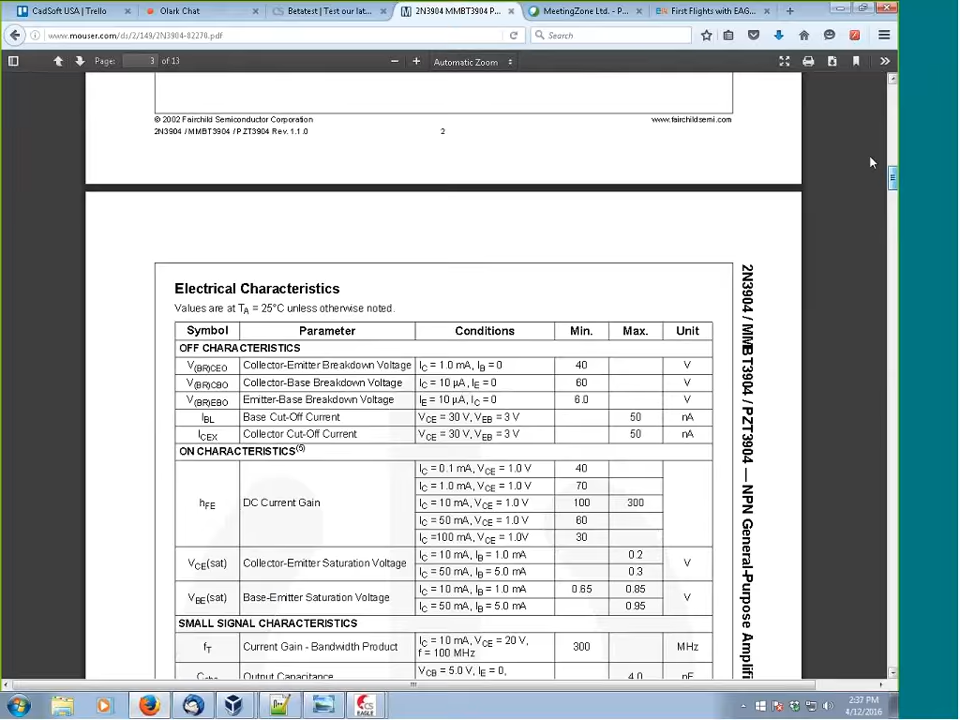 CadSoft USA | Trello
Olark Chat
Betatest | Test our lat...
2N3904 MMBT3904 P...
MeetingZone Ltd. - P...
First Flights with EAG...
www.mouser.com/ds/2/149/2N3904-82270.pdf
Search
Page: 3 of 13
Automatic Zoom
© 2002 Fairchild Semiconductor Corporation
www.fairchildsemi.com
2N3904 / MMBT3904 / PZT3904 Rev. 1.1.0
2
2N3904 / MMBT3904 / PZT3904 — NPN General-Purpose Amplifi
Electrical Characteristics
Values are at TA = 25°C unless otherwise noted.
Symbol Parameter Conditions Min. Max. Unit
OFF CHARACTERISTICS
V(BR)CEO Collector-Emitter Breakdown Voltage IC = 1.0 mA, IB = 0 40 V
V(BR)CBO Collector-Base Breakdown Voltage IC = 10 µA, IE = 0 60 V
V(BR)EBO Emitter-Base Breakdown Voltage IE = 10 µA, IC = 0 6.0 V
IBL Base Cut-Off Current VCE = 30 V, VEB = 3 V 50 nA
ICEX Collector Cut-Off Current VCE = 30 V, VEB = 3 V 50 nA
ON CHARACTERISTICS(5)
hFE DC Current Gain
IC = 0.1 mA, VCE = 1.0 V 40
IC = 1.0 mA, VCE = 1.0 V 70
IC = 10 mA, VCE = 1.0 V 100 300
IC = 50 mA, VCE = 1.0 V 60
IC =100 mA, VCE = 1.0V 30
VCE(sat) Collector-Emitter Saturation Voltage
IC = 10 mA, IB = 1.0 mA 0.2
IC = 50 mA, IB = 5.0 mA 0.3
V
VBE(sat) Base-Emitter Saturation Voltage
IC = 10 mA, IB = 1.0 mA 0.65 0.85
IC = 50 mA, IB = 5.0 mA 0.95
V
SMALL SIGNAL CHARACTERISTICS
fT Current Gain - Bandwidth Product IC = 10 mA, VCE = 20 V,
f = 100 MHz 300 MHz
Output Capacitance VCB = 5.0 V, IE = 0, 4.0 pF
EAGLE
2:37 PM
4/12/2016